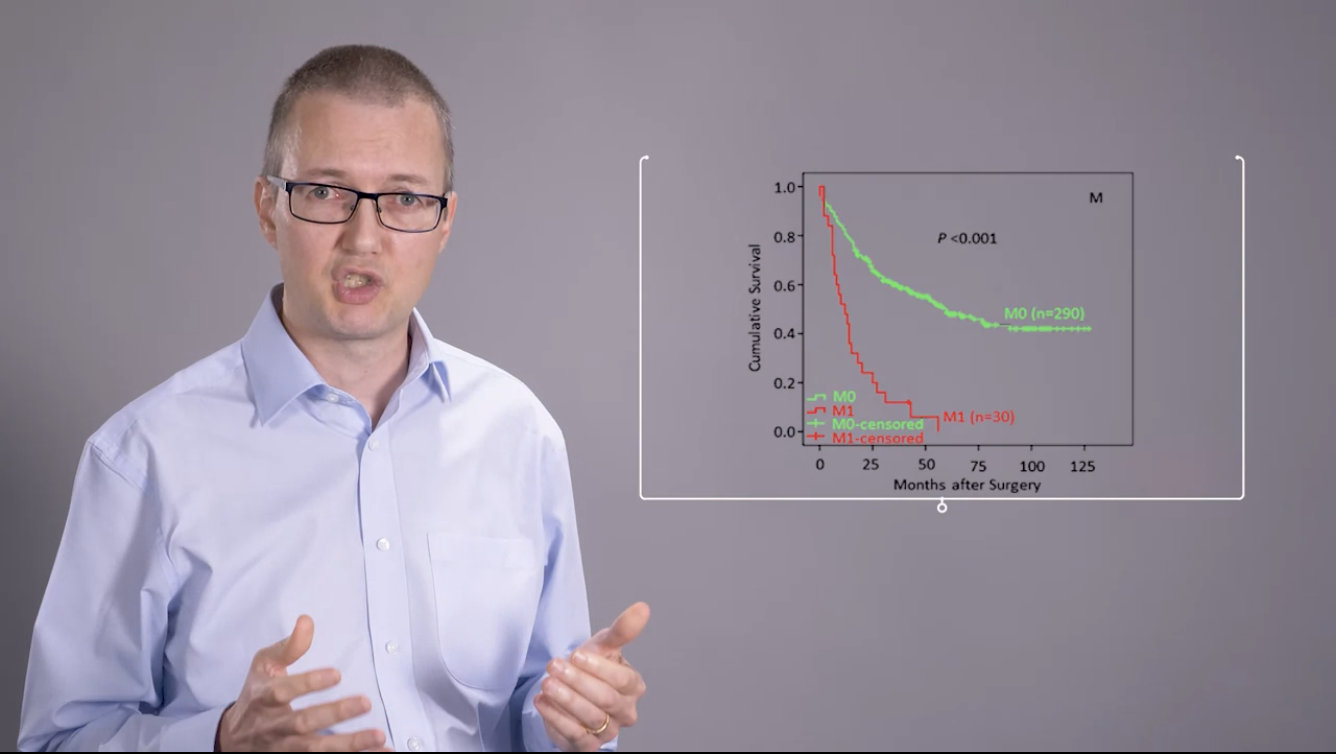 M
P <0.001
1.0
0.8
0.6
0.4
0.2
0.0
Cumulative Survival
M0 (n=290)
M1 (n=30)
M0
M1
M0-censored
M1-censored
0 25 50 75 100 125
Months after Surgery